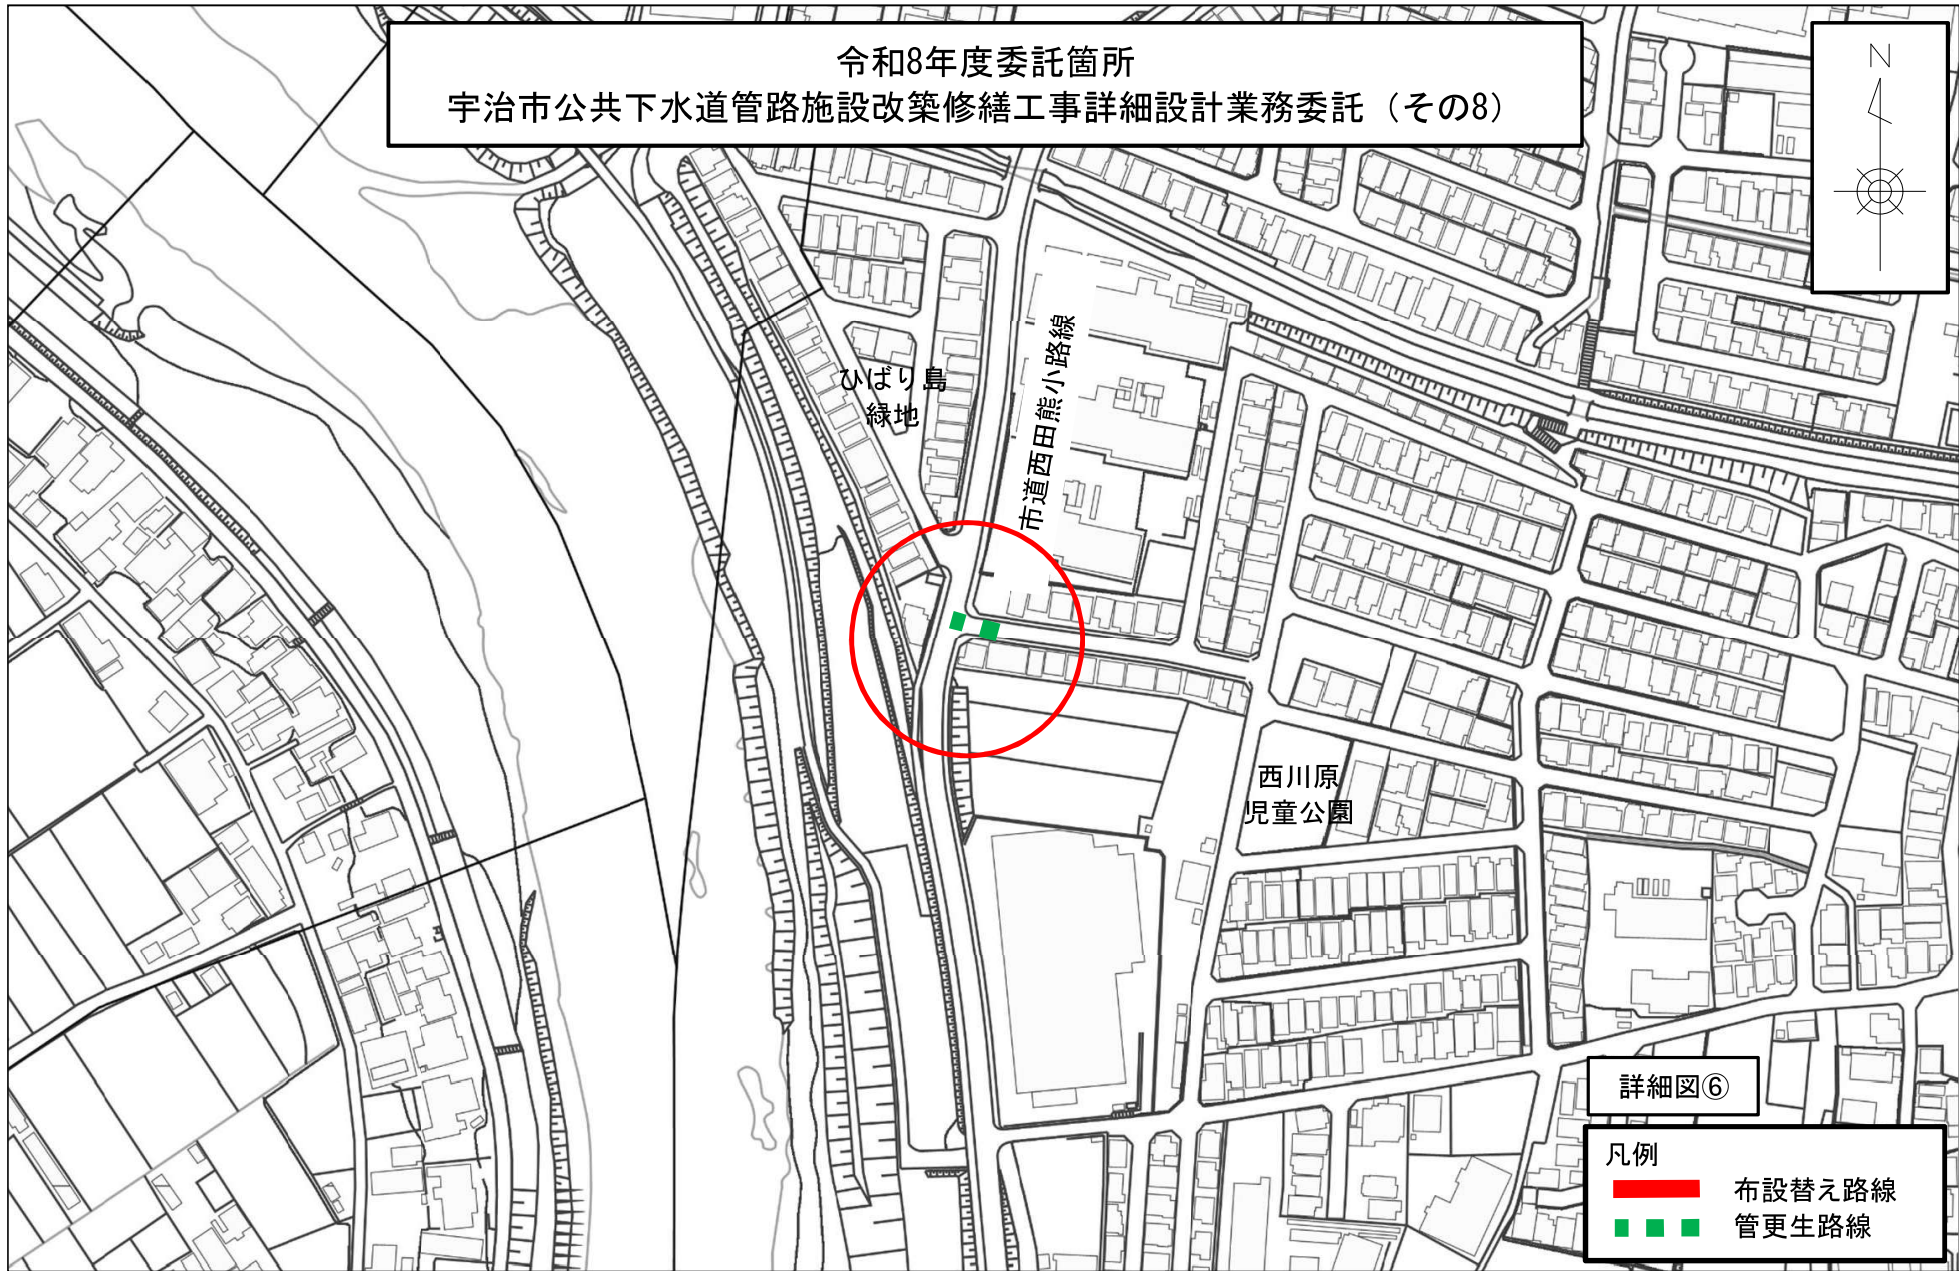 令和8年度委託箇所
宇治市公共下水道管路施設改築修繕工事詳細設計業務委託（その8）
N
市道西田熊小路線
ひばり島
緑地
西川原
児童公園
詳細図⑥
凡例
布設替え路線
管更生路線